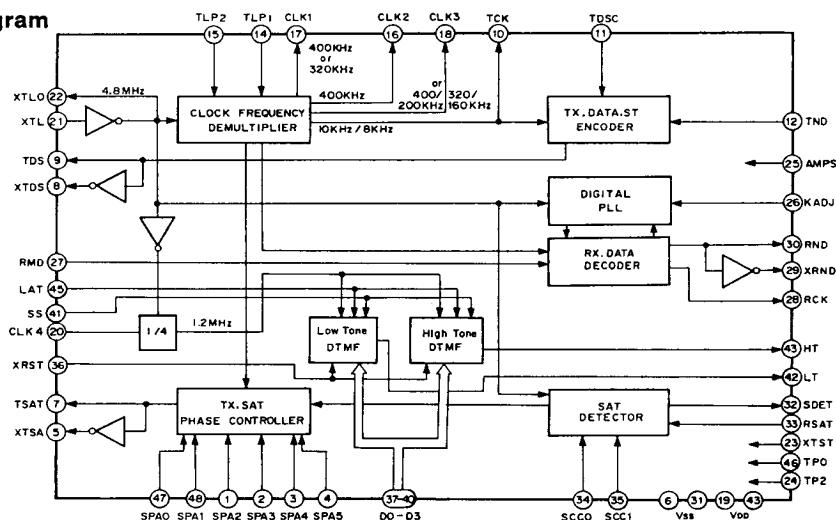 gram
TLP2 TLP1 CLK1 CLK2 CLK3 TCK TDSC
15 14 17 16 18 10 11
400KHz
or
320KHz
400KHz
or
400/320/
200KHz 160KHz
10KHz/8KHz
XTLO 22
4.8MHz
XTL 21
CLOCK FREQUENCY
DEMULTIPLIER
TX.DATA.ST
ENCODER
12 TND
TDS 9
25 AMPS
XTDS 8
DIGITAL
PLL
26 KADJ
RX.DATA
DECODER
30 RND
29 XRND
28 RCK
RMD 27
LAT 45
SS 41
CLK4 20
1/4
1.2MHz
Low Tone
DTMF
High Tone
DTMF
43 HT
42 LT
XRST 36
TSAT 7
XTSA 5
TX.SAT
PHASE CONTROLLER
SAT
DETECTOR
32 SDET
33 RSAT
23 XTST
46 TPO
24 TP2
47 48 1 2 3 4 37-40 34 35 6 31 19 43
SPA0 SPA1 SPA2 SPA3 SPA4 SPA5 D0-D3 SCC0 SCC1 Vss VDD